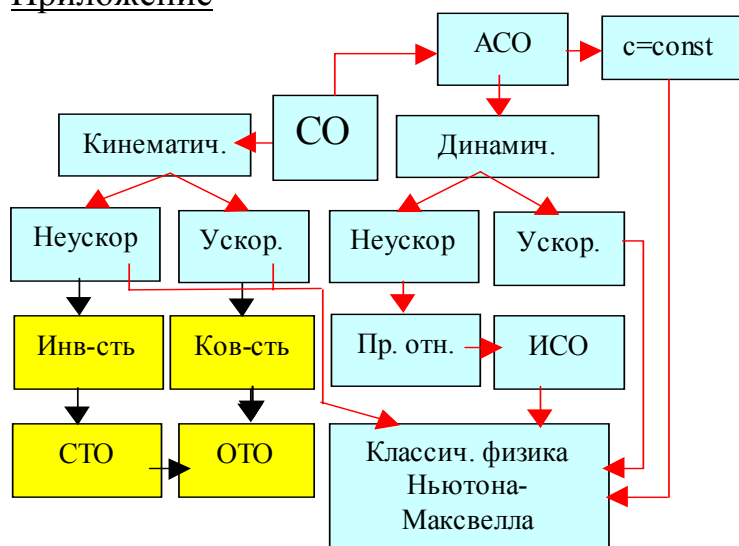 Приложение
АСО
c=const
СО
Кинематич.
Динамич.
Неускор
Ускор.
Неускор
Ускор.
Инв-сть
Ков-сть
Пр. отн.
ИСО
СТО
ОТО
Классич. физика
Ньютона-
Максвелла